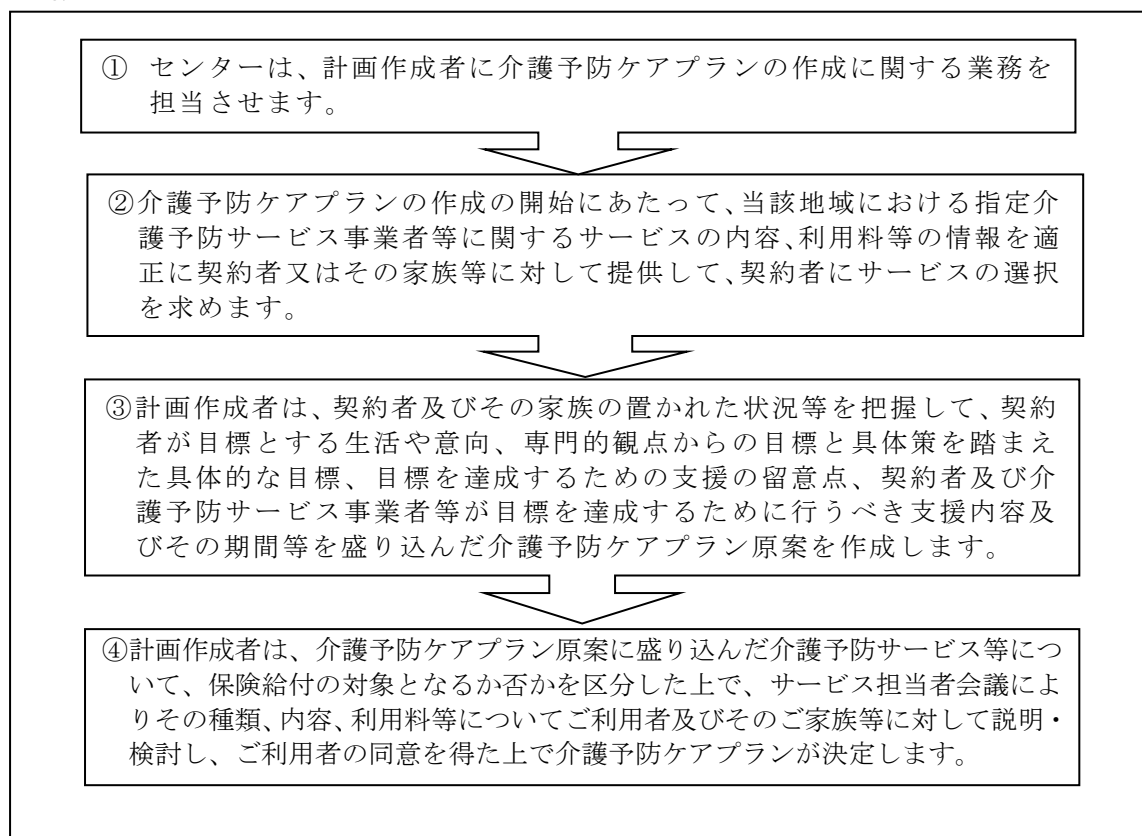 ① センターは、計画作成者に介護予防ケアプランの作成に関する業務を
担当させます。
②介護予防ケアプランの作成の開始にあたって、当該地域における指定介
護予防サービス事業者等に関するサービスの内容、利用料等の情報を適
正に契約者又はその家族等に対して提供して、契約者にサービスの選択
を求めます。
③計画作成者は、契約者及びその家族の置かれた状況等を把握して、契約
者が目標とする生活や意向、専門的観点からの目標と具体策を踏まえ
た具体的な目標、目標を達成するための支援の留意点、契約者及び介
護予防サービス事業者等が目標を達成するために行うべき支援内容及
びその期間等を盛り込んだ介護予防ケアプラン原案を作成します。
④計画作成者は、介護予防ケアプラン原案に盛り込んだ介護予防サービス等につ
いて、保険給付の対象となるか否かを区分した上で、サービス担当者会議によ
りその種類、内容、利用料等についてご利用者及びそのご家族等に対して説明・
検討し、ご利用者の同意を得た上で介護予防ケアプランが決定します。